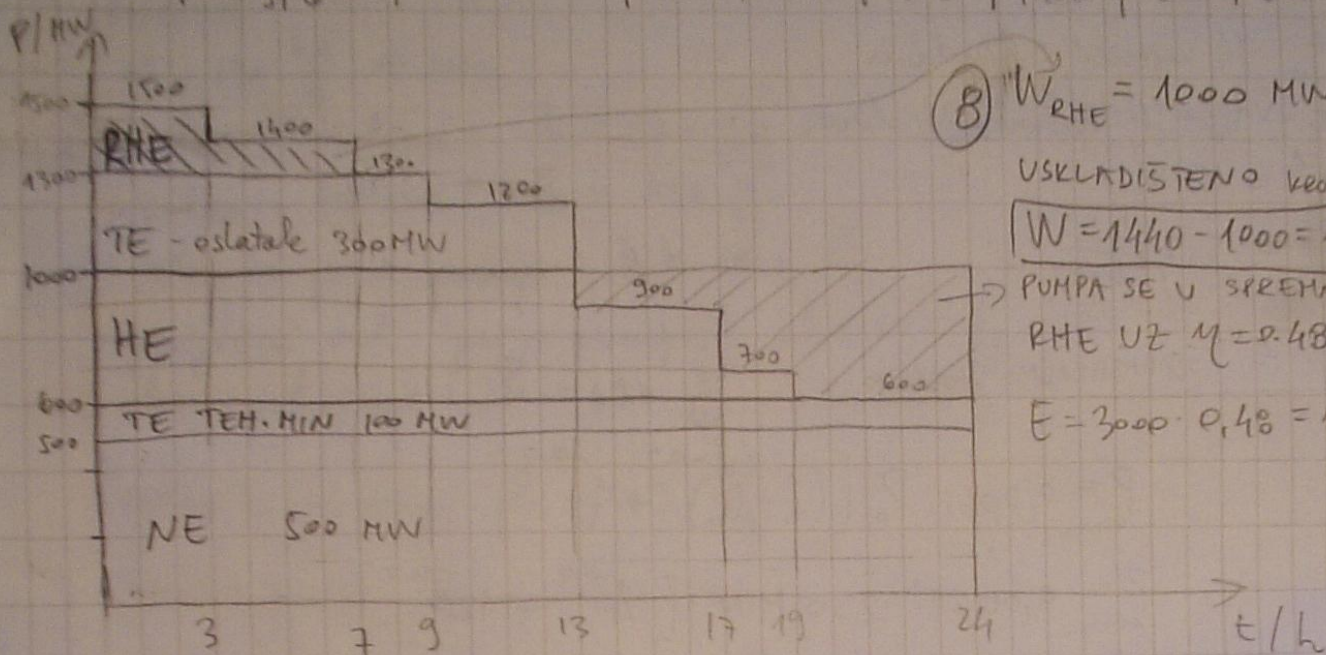 P/MW
1500
1500
RHE
1400
1300
1300
1200
TE - ostatak 300MW
1000
900
HE
700
600
600
TE TEH. MIN 100 MW
500
NE 500 MW
3 7 9 13 17 19 24 t/h
8 W RHE = 1000 MW
USKLADIŠTENO
W = 1440 - 1000 =
PUMPA SE U
RHE UZ η = 0.48
E = 3000 · 0,48 =